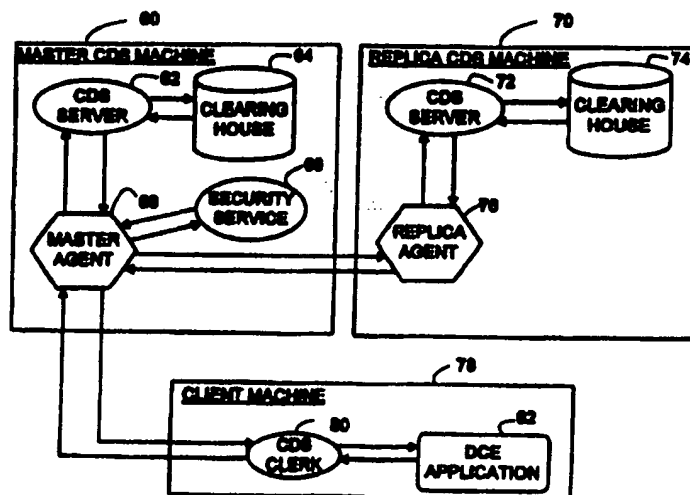 60
MASTER CDS MACHINE
62
64
CDS
SERVER
CLEARING
HOUSE
66
SECURITY
SERVICE
68
MASTER
AGENT
70
REPLICA CDS MACHINE
72
74
CDS
SERVER
CLEARING
HOUSE
76
REPLICA
AGENT
78
CLIENT MACHINE
80
82
CDS
CLERK
DCE
APPLICATION